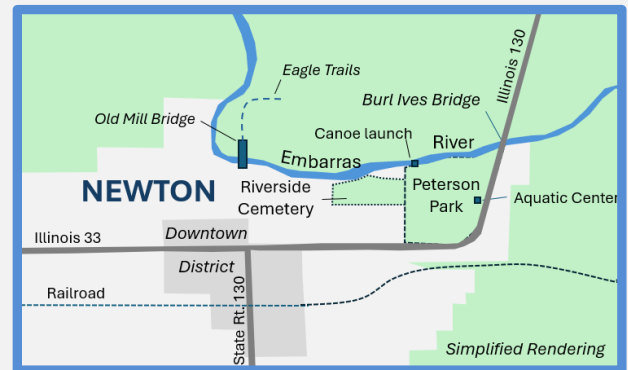 Illinois 130
Eagle Trails
Burl Ives Bridge
Old Mill Bridge
Canoe launch
River
Embarras
NEWTON
Riverside
Cemetery
Peterson
Park
Aquatic Center
Illinois 33
Downtown
District
Railroad
State Rt. 130
Simplified Rendering